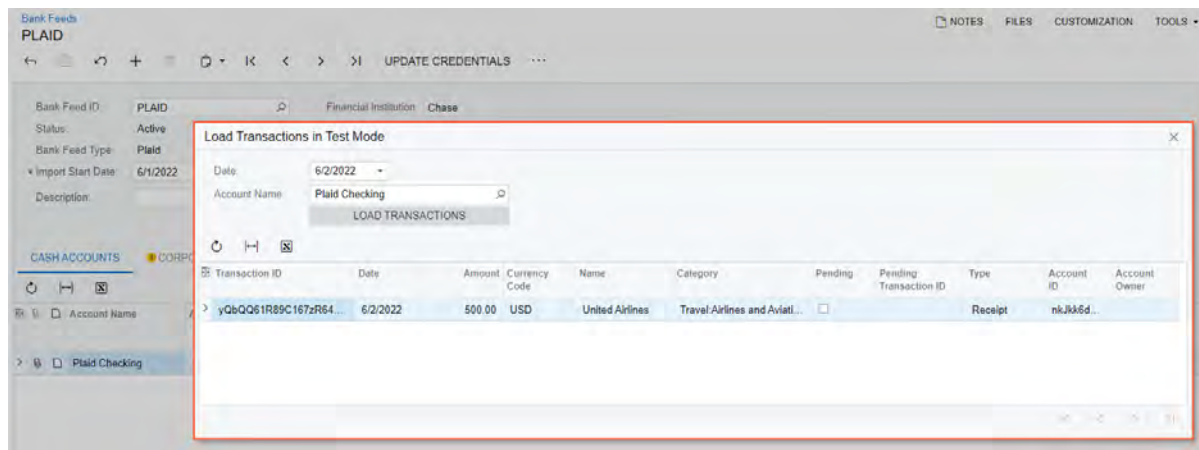 Bank Feeds
PLAID
NOTES FILES CUSTOMIZATION TOOLS
UPDATE CREDENTIALS ...
Bank Feed ID: PLAID Financial Institution: Chase
Status: Active
Bank Feed Type: Plaid
Import Start Date: 6/1/2022
Description:
Load Transactions in Test Mode
Date: 6/2/2022
Account Name: Plaid Checking
LOAD TRANSACTIONS
CASH ACCOUNTS CORPO
Transaction ID Date Amount Currency Code Name Category Pending Pending Transaction ID Type Account ID Account Owner
yQbQQ61R89C167zR64... 6/2/2022 500.00 USD United Airlines Travel:Airlines and Aviati... Receipt nkJkk6d...
Account Name
Plaid Checking